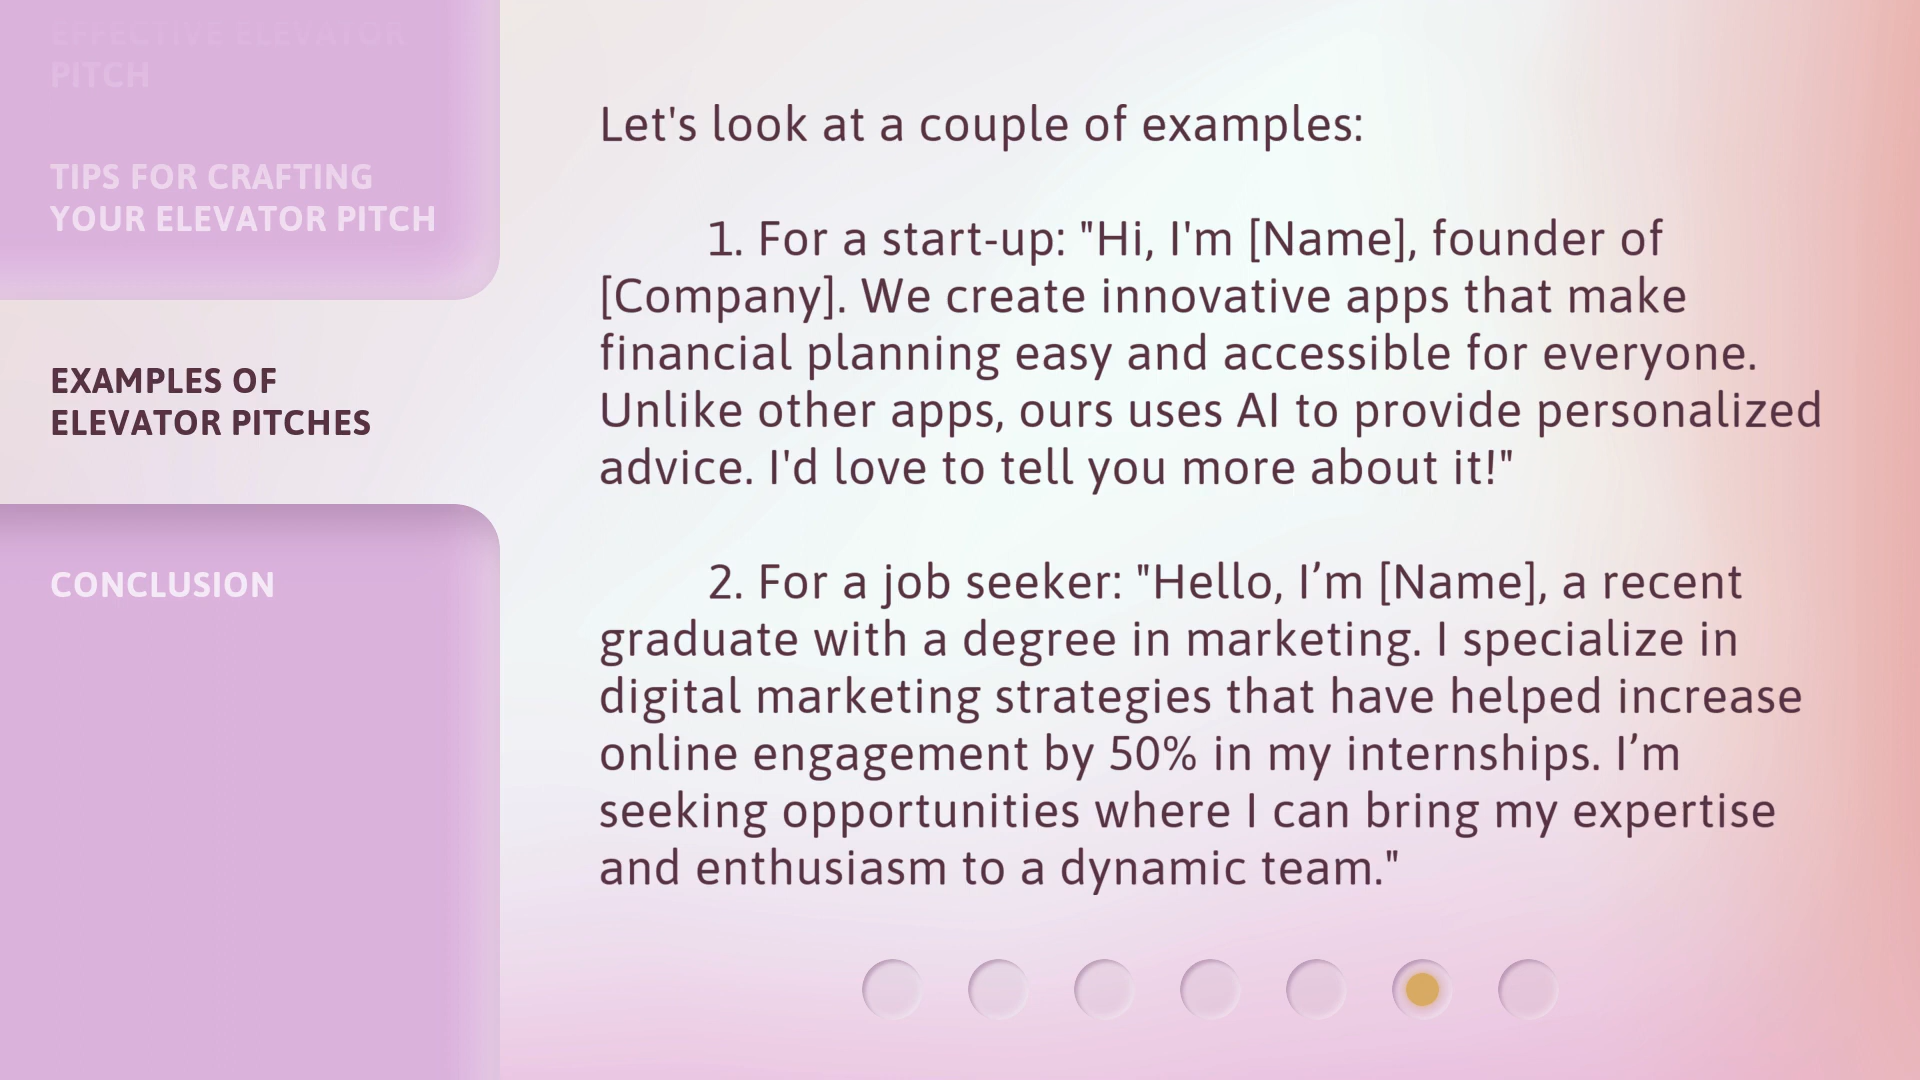 EFFECTIVE ELEVATOR
PITCH
TIPS FOR CRAFTING
YOUR ELEVATOR PITCH
EXAMPLES OF
ELEVATOR PITCHES
CONCLUSION
Let's look at a couple of examples:
1. For a start-up: "Hi, I'm [Name], founder of
[Company]. We create innovative apps that make
financial planning easy and accessible for everyone.
Unlike other apps, ours uses AI to provide personalized
advice. I'd love to tell you more about it!"
2. For a job seeker: "Hello, I’m [Name], a recent
graduate with a degree in marketing. I specialize in
digital marketing strategies that have helped increase
online engagement by 50% in my internships. I’m
seeking opportunities where I can bring my expertise
and enthusiasm to a dynamic team."